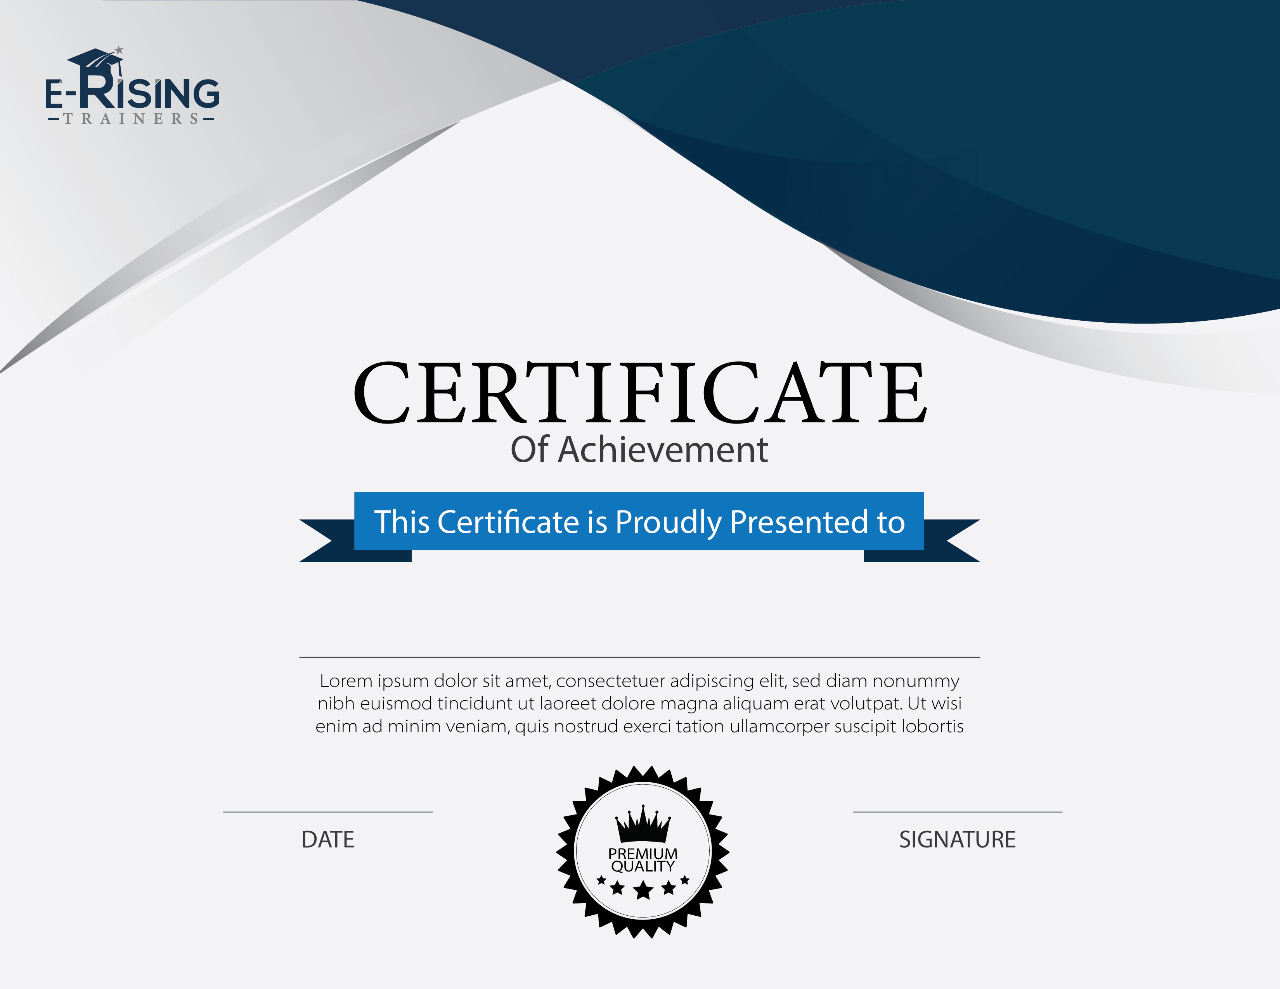 E-RISING
TRAINERS
CERTIFICATE
Of Achievement
This Certificate is Proudly Presented to
Lorem ipsum dolor sit amet, consectetuer adipiscing elit, sed diam nonummy
nibh euismod tincidunt ut laoreet dolore magna aliquam erat volutpat. Ut wisi
enim ad minim veniam, quis nostrud exerci tation ullamcorper suscipit lobortis
DATE
PREMIUM
QUALITY
SIGNATURE